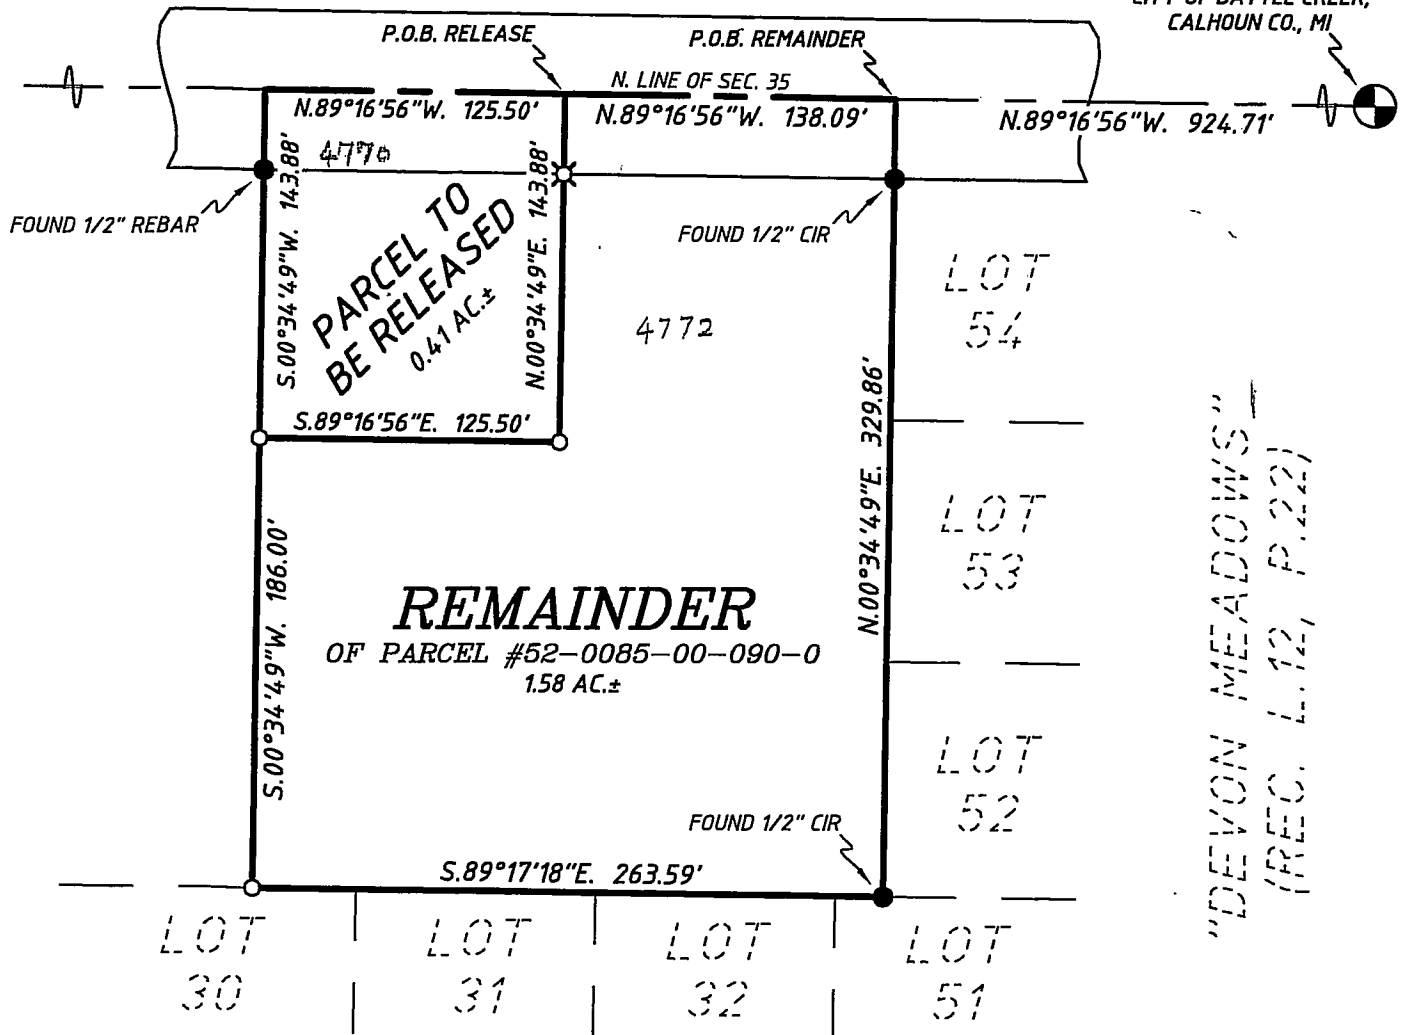 CITY OF BATTLE CREEK,
CALHOUN CO., MI
P.O.B. RELEASE
P.O.B. REMAINDER
N. LINE OF SEC. 35
N.89°16'56"W. 125.50'
N.89°16'56"W. 138.09'
N.89°16'56"W. 924.71'
4770
FOUND 1/2" REBAR
S.00°34'49"W. 143.88'
PARCEL TO
BE RELEASED
0.41 AC.±
N.00°34'49"E. 143.88'
FOUND 1/2" CIR
4772
LOT
54
S.89°16'56"E. 125.50'
N.00°34'49"E. 329.86'
LOT
53
S.00°34'49"W. 186.00'
REMAINDER
OF PARCEL #52-0085-00-090-0
1.58 AC.±
LOT
52
"DEVON MEADOWS"
(REC. L.12, P.22)
FOUND 1/2" CIR
S.89°17'18"E. 263.59'
LOT
30
LOT
31
LOT
32
LOT
51